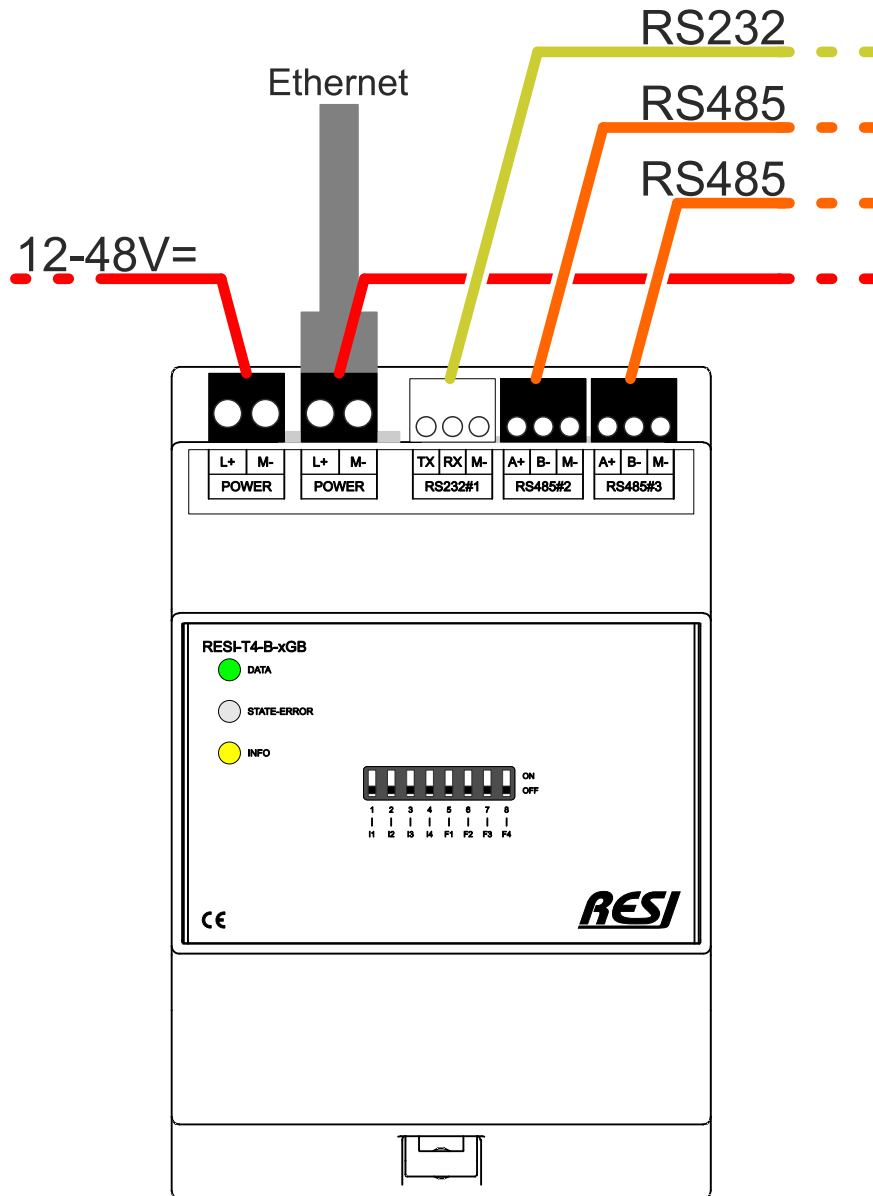 RS232
Ethernet
RS485
RS485
12-48V=
L+ M- L+ M- TX RX M- A+ B- M- A+ B- M-
POWER POWER RS232#1 RS485#2 RS485#3
RESI-T4-B-xGB
DATA
STATE-ERROR
INFO
ON
OFF
1 2 3 4 5 6 7 8
I1 I2 I3 I4 F1 F2 F3 F4
CE RESI